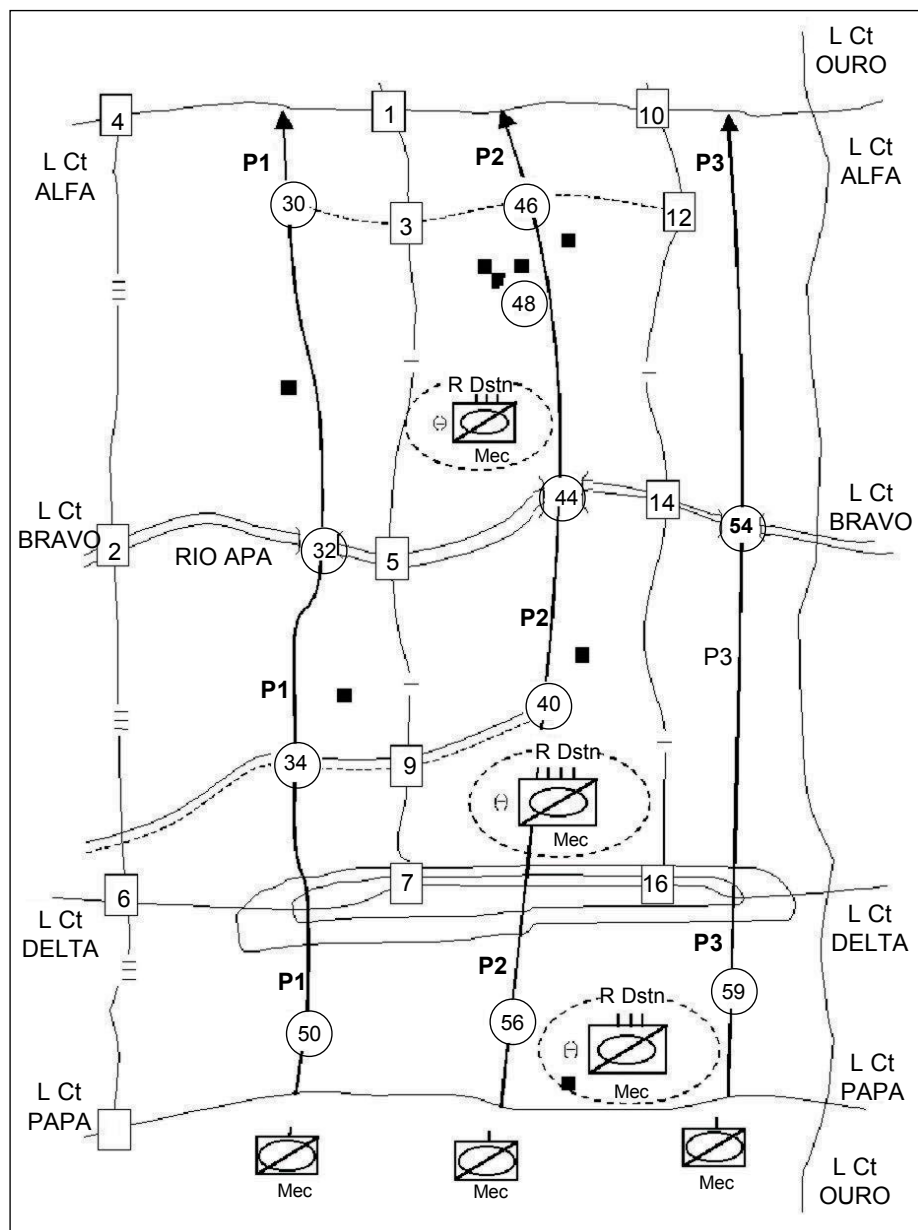 L Ct
OURO
4
1
10
L Ct
ALFA
P1
P2
P3
L Ct
ALFA
30
3
46
12
48
R Dstn
Mec
L Ct
BRAVO
2
RIO APA
32
5
44
14
54
L Ct
BRAVO
P2
P1
P3
40
34
9
R Dstn
Mec
6
7
16
L Ct
DELTA
L Ct
DELTA
P1
P2
P3
50
56
R Dstn
59
Mec
L Ct
PAPA
L Ct
PAPA
Mec
Mec
Mec
L Ct
OURO